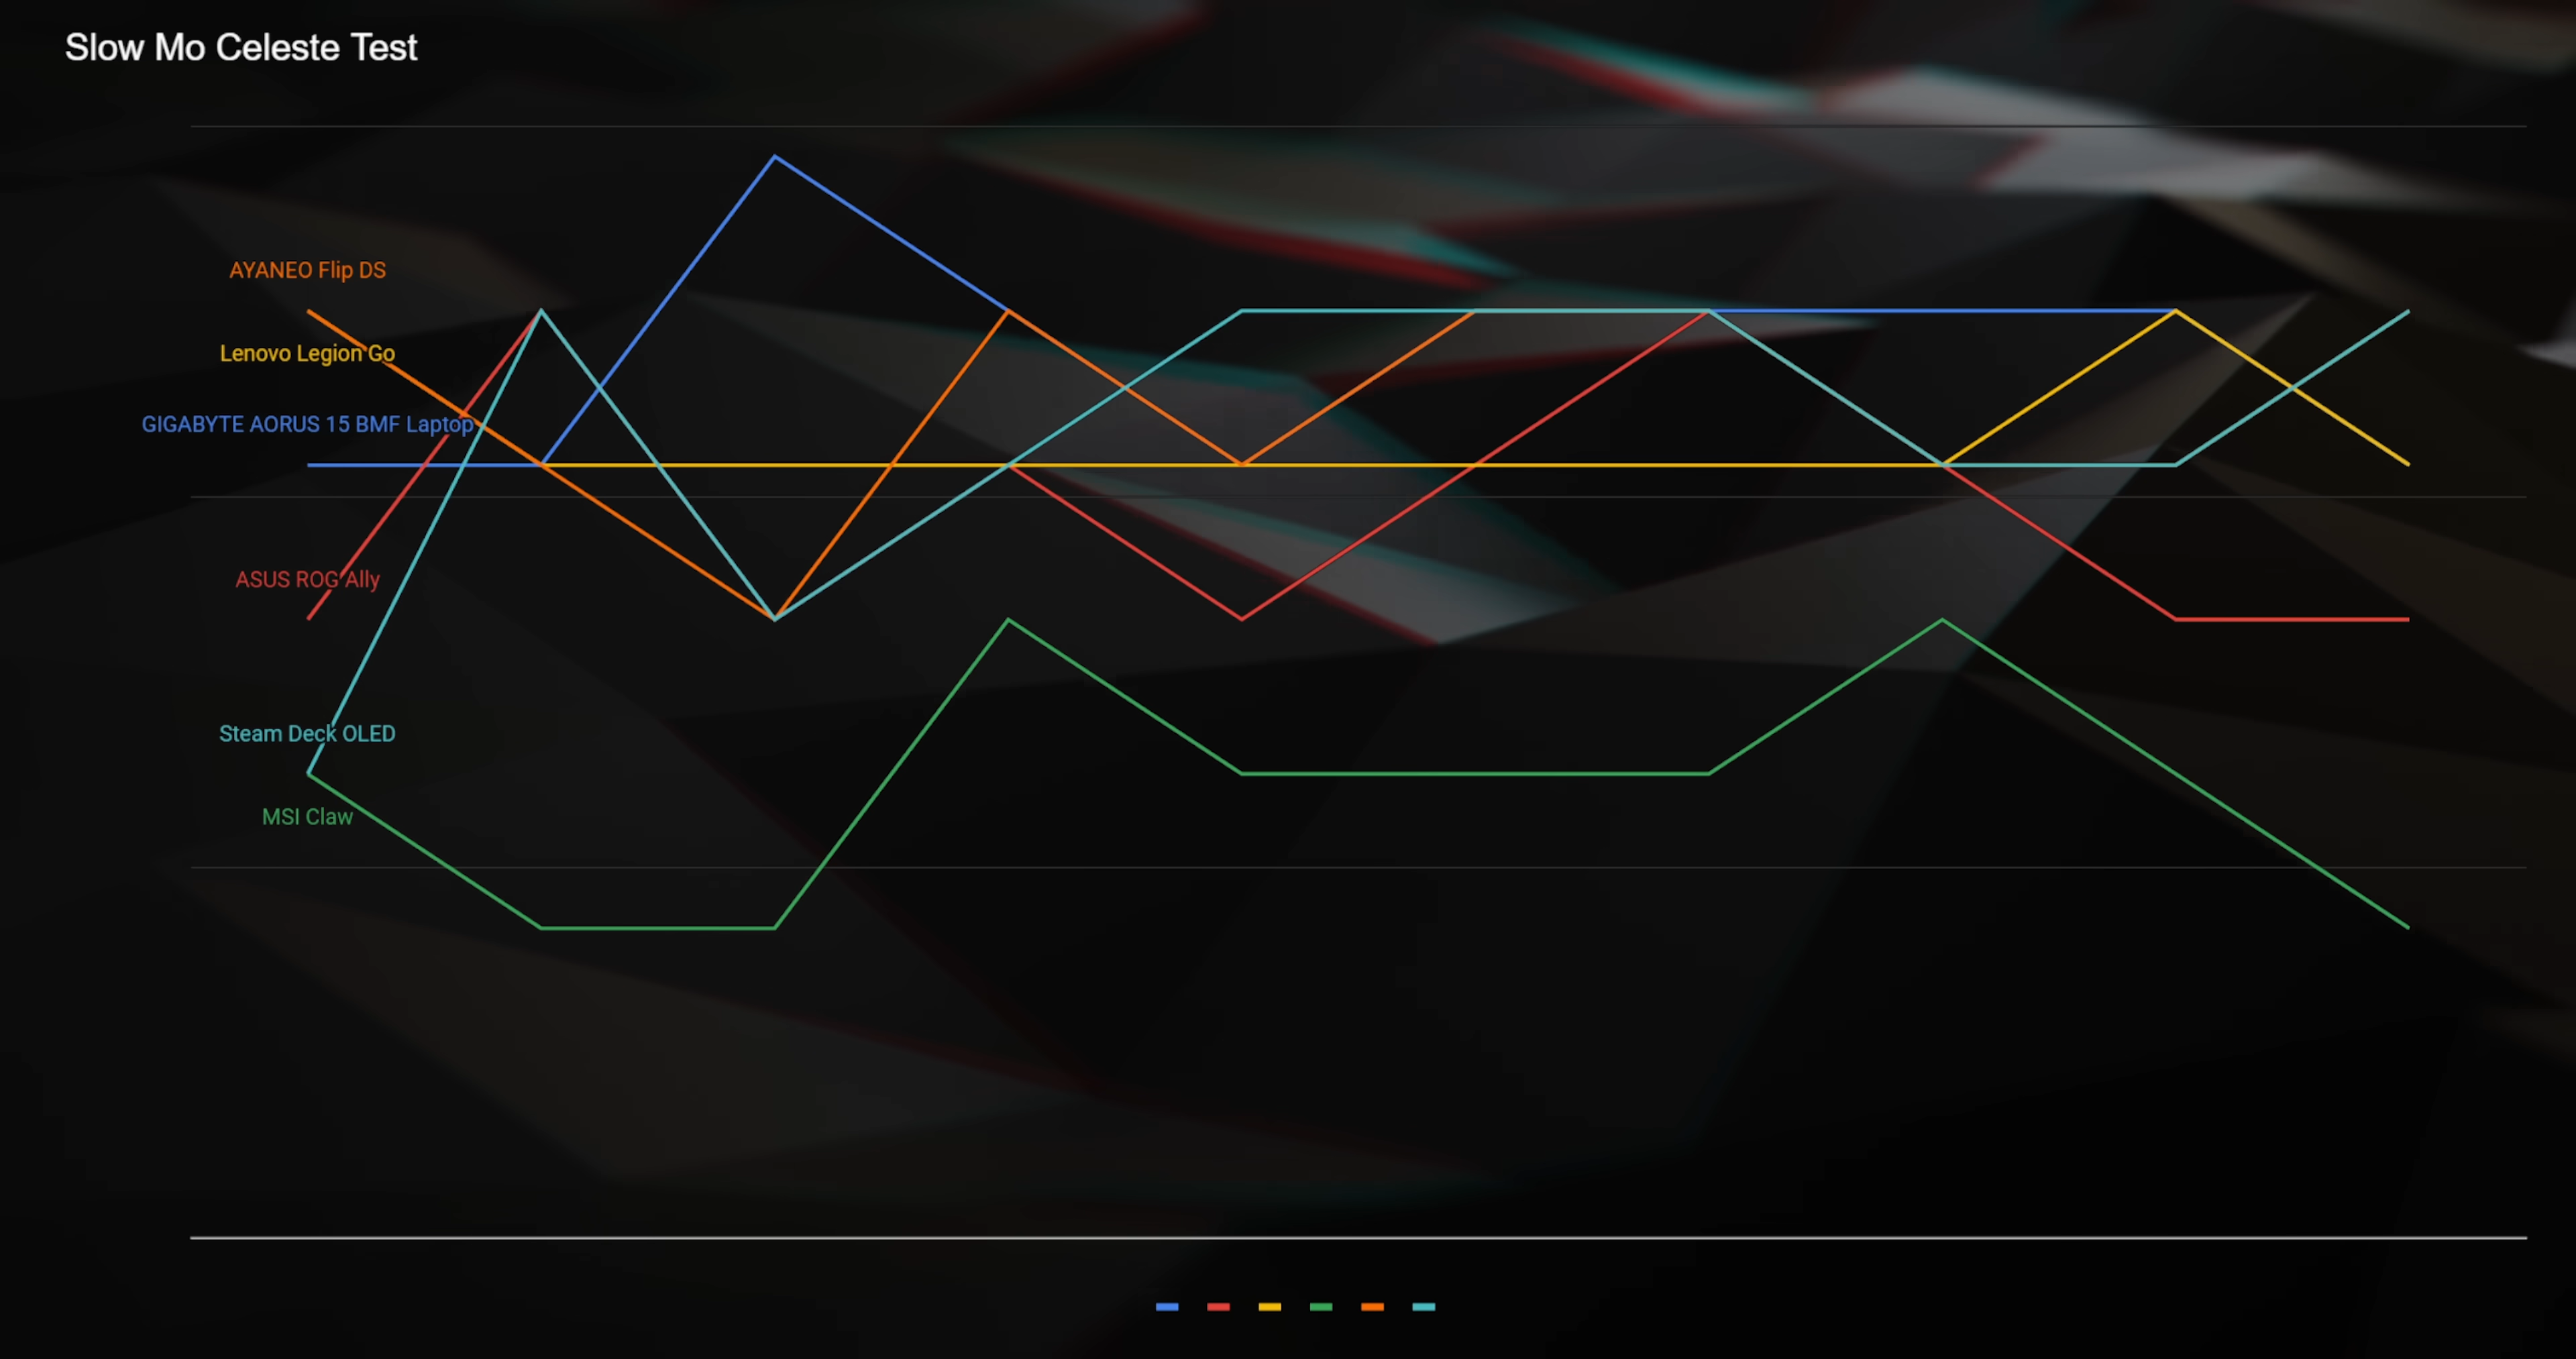 Slow Mo Celeste Test
AYANEO Flip DS
Lenovo Legion Go
GIGABYTE AORUS 15 BMF Laptop
ASUS ROG Ally
Steam Deck OLED
MSI Claw